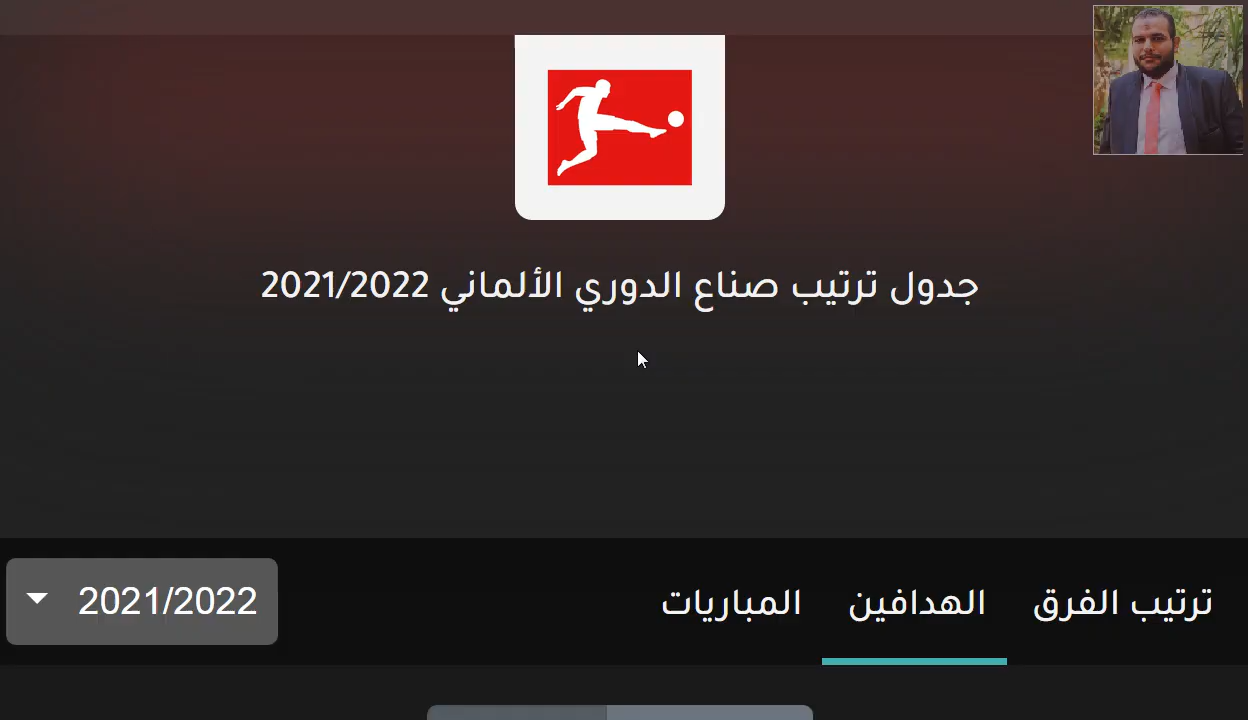 جدول ترتيب صناع الدوري الألماني 2021/2022
ترتيب الفرق
الهدافين
المباريات
2021/2022